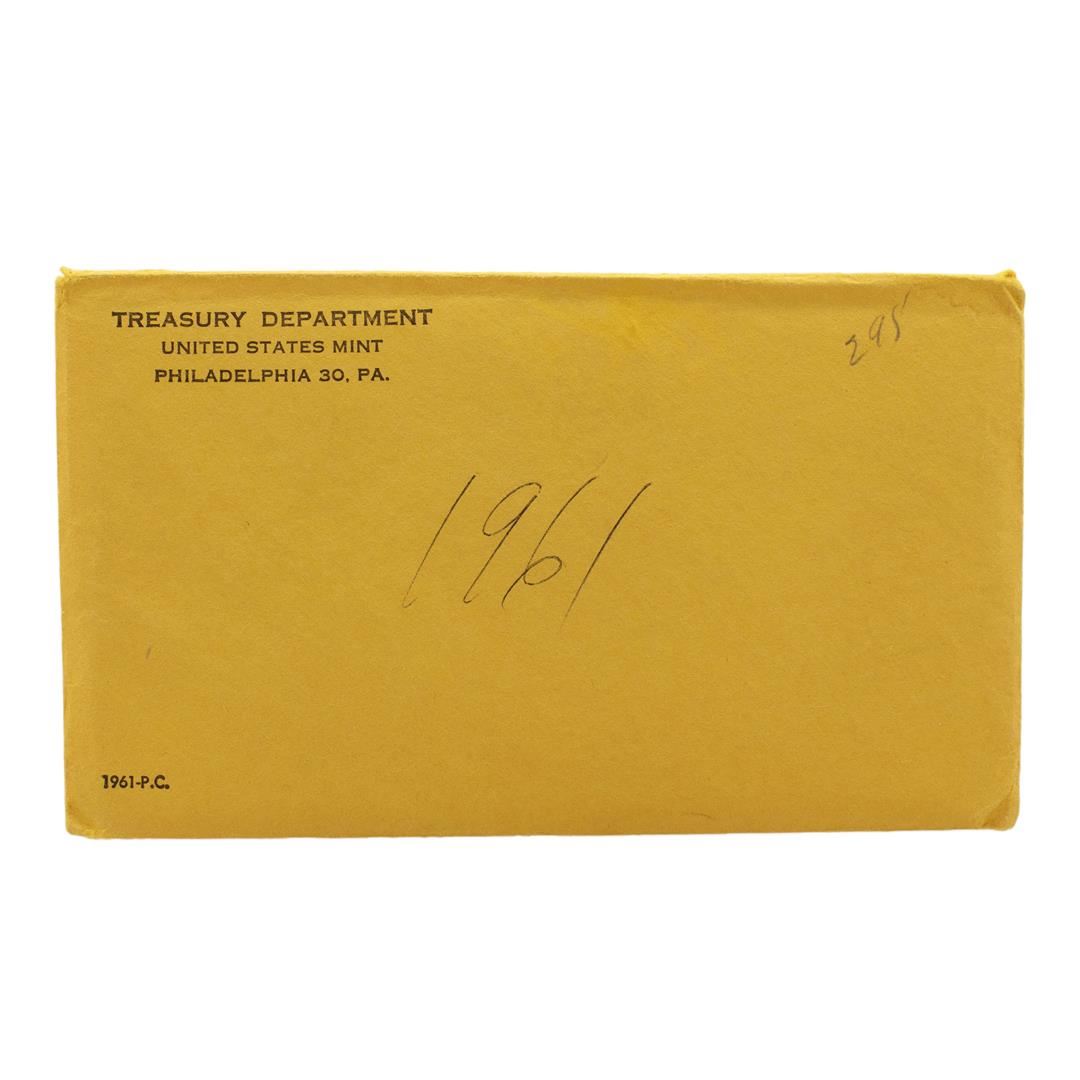 TREASURY DEPARTMENT
UNITED STATES MINT
PHILADELPHIA 30, PA.
295
1961
1961-P.C.